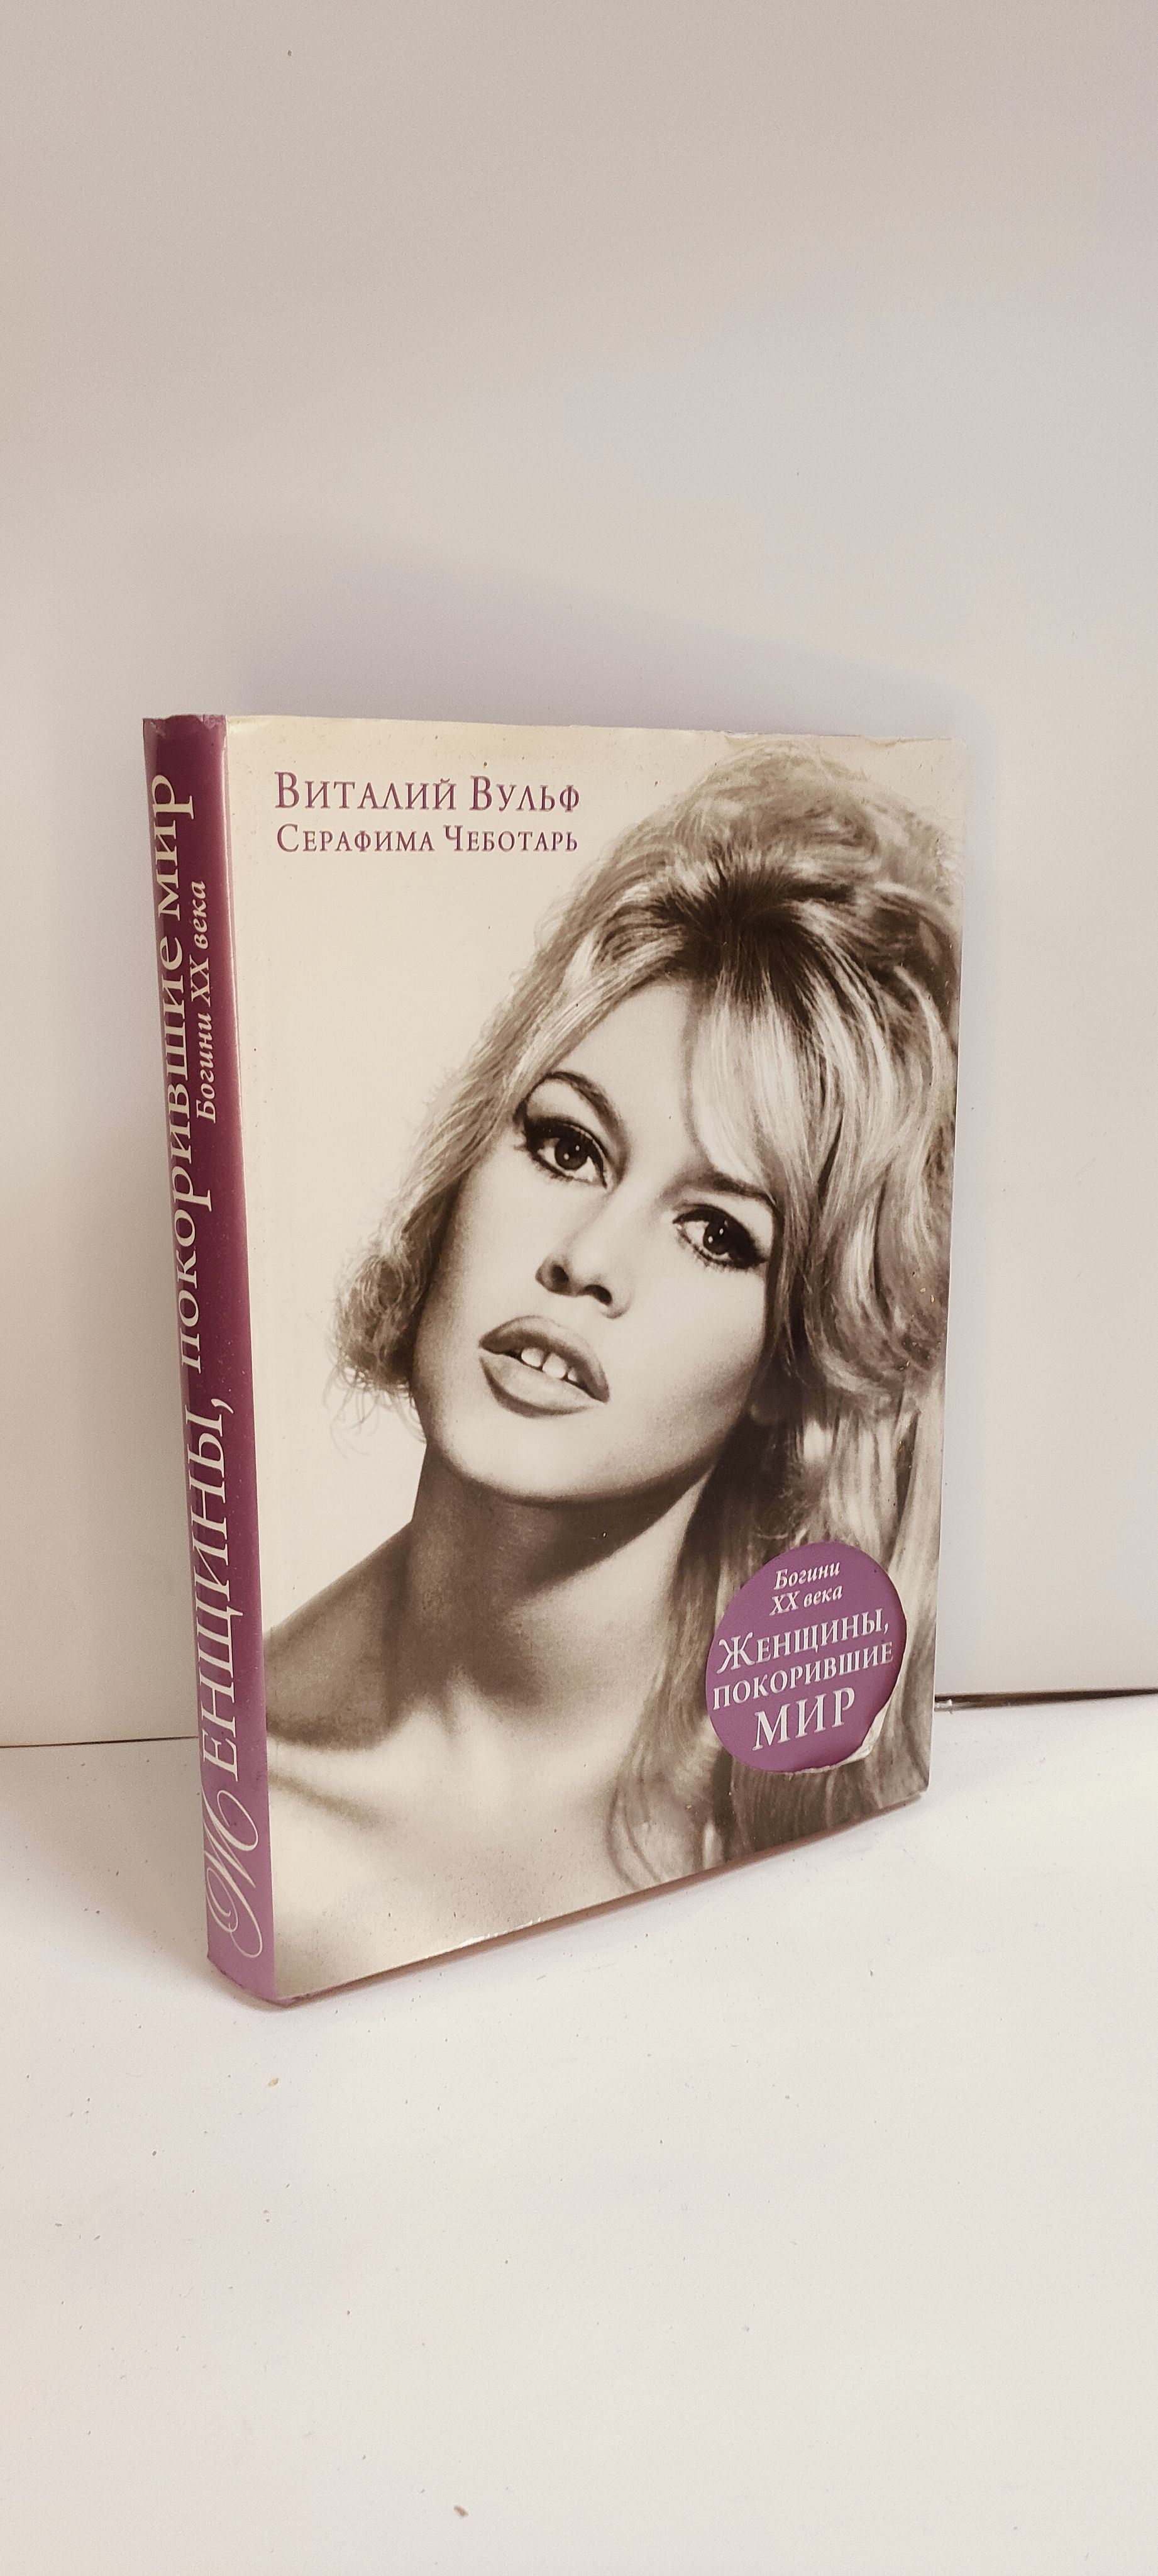 Виталий Вульф
Серафима Чеботарь
Женщины, покорившие мир
Богини XX века
Богини
XX века
Женщины,
покорившие
мир